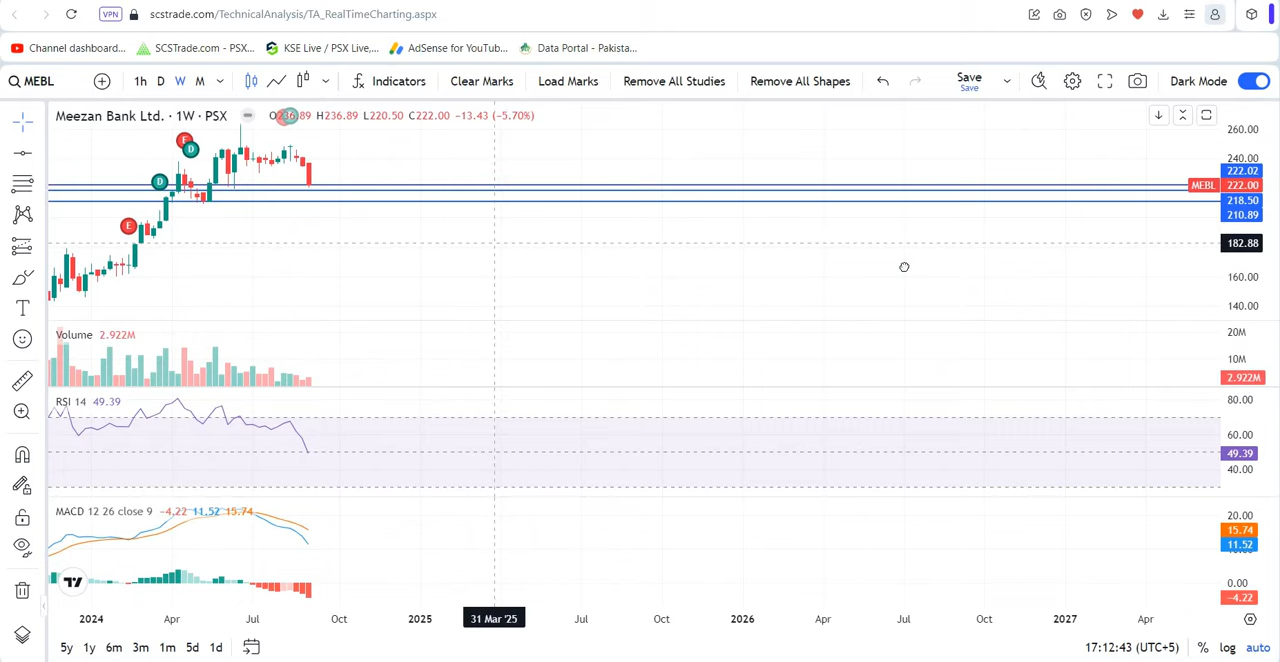 VPN scstrade.com/TechnicalAnalysis/TA_RealTimeCharting.aspx
Channel dashboard... SCSTrade.com - PSX... KSE Live / PSX Live,... AdSense for YouTub... Data Portal - Pakista...
MEBL 1h D W M Indicators Clear Marks Load Marks Remove All Studies Remove All Shapes Save Dark Mode
Save
Meezan Bank Ltd. · 1W · PSX O236.89 H236.89 L220.50 C222.00 −13.43 (−5.70%)
260.00
240.00
222.02
MEBL 222.00
218.50
210.89
182.88
160.00
140.00
E
D
D
E
Volume 2.922M
20M
10M
2.922M
RSI 14 49.39
80.00
60.00
49.39
40.00
MACD 12 26 close 9 −4.22 11.52 15.74
20.00
15.74
11.52
0.00
−4.22
2024 Apr Jul Oct 2025 31 Mar '25 Jul Oct 2026 Apr Jul Oct 2027 Apr
5y 1y 6m 3m 1m 5d 1d 17:12:43 (UTC+5) % log auto